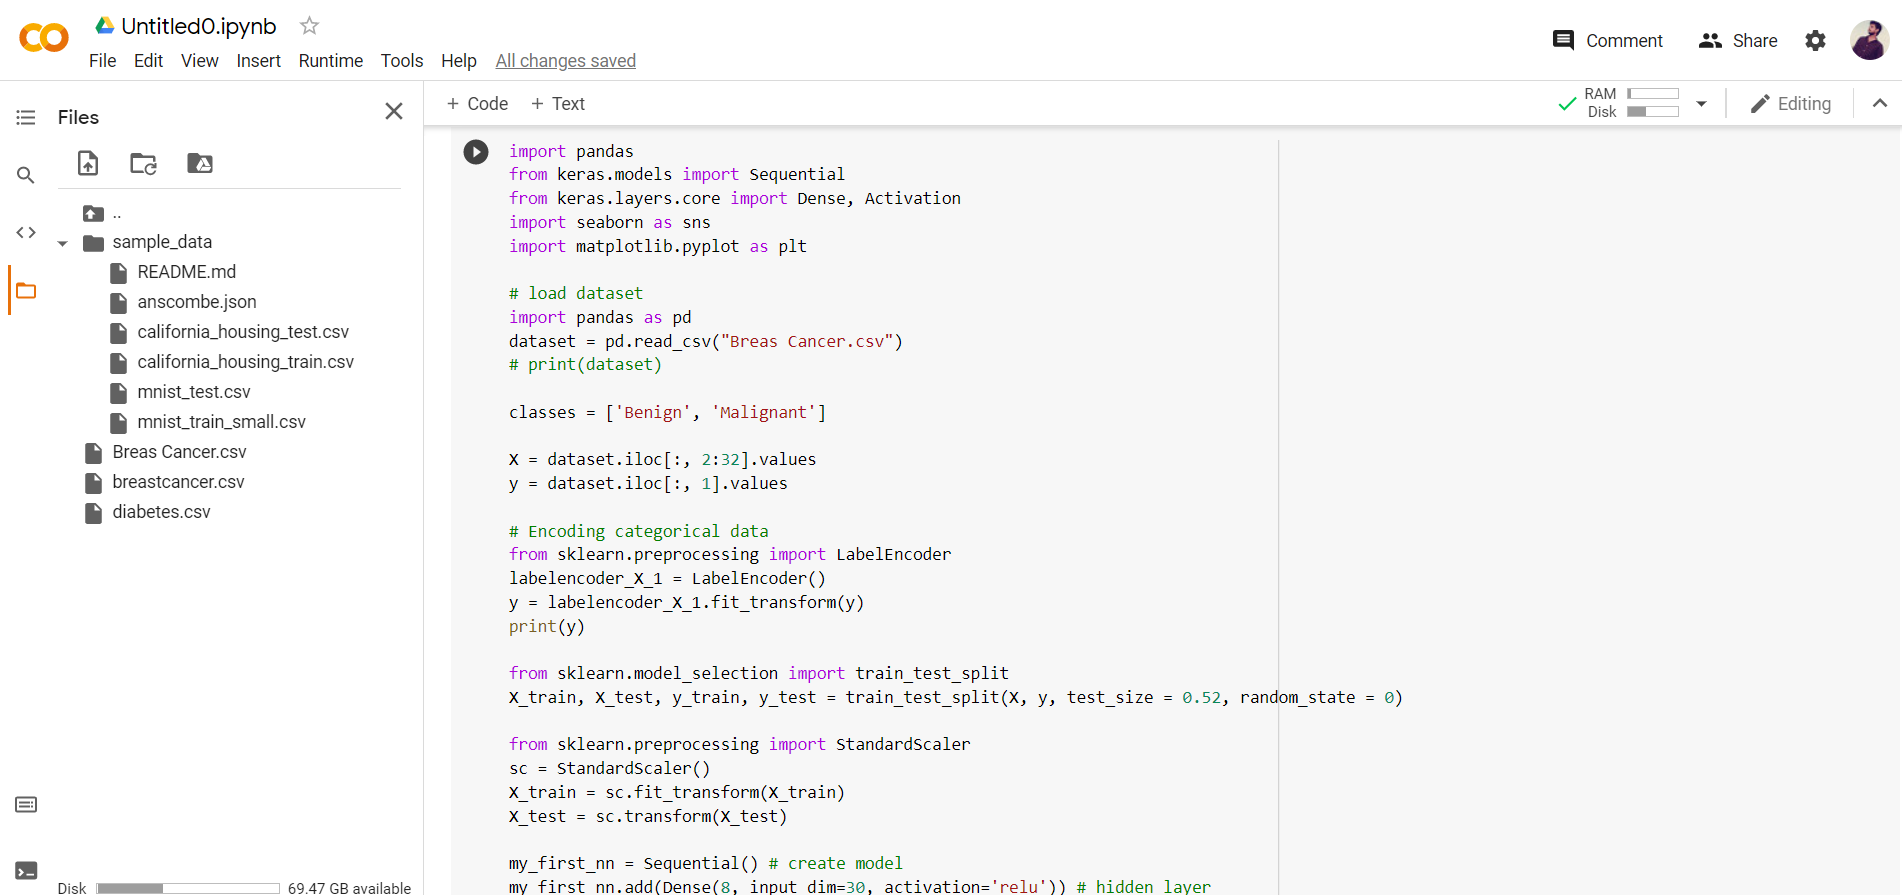 Untitled0.ipynb
File Edit View Insert Runtime Tools Help All changes saved
Comment Share
Files
+ Code + Text
RAM
Disk
Editing
..
sample_data
README.md
anscombe.json
california_housing_test.csv
california_housing_train.csv
mnist_test.csv
mnist_train_small.csv
Breas Cancer.csv
breastcancer.csv
diabetes.csv
Disk 69.47 GB available
import pandas
from keras.models import Sequential
from keras.layers.core import Dense, Activation
import seaborn as sns
import matplotlib.pyplot as plt
# load dataset
import pandas as pd
dataset = pd.read_csv("Breas Cancer.csv")
# print(dataset)
classes = ['Benign', 'Malignant']
X = dataset.iloc[:, 2:32].values
y = dataset.iloc[:, 1].values
# Encoding categorical data
from sklearn.preprocessing import LabelEncoder
labelencoder_X_1 = LabelEncoder()
y = labelencoder_X_1.fit_transform(y)
print(y)
from sklearn.model_selection import train_test_split
X_train, X_test, y_train, y_test = train_test_split(X, y, test_size = 0.52, random_state = 0)
from sklearn.preprocessing import StandardScaler
sc = StandardScaler()
X_train = sc.fit_transform(X_train)
X_test = sc.transform(X_test)
my_first_nn = Sequential() # create model
my_first_nn.add(Dense(8, input_dim=30, activation='relu')) # hidden layer